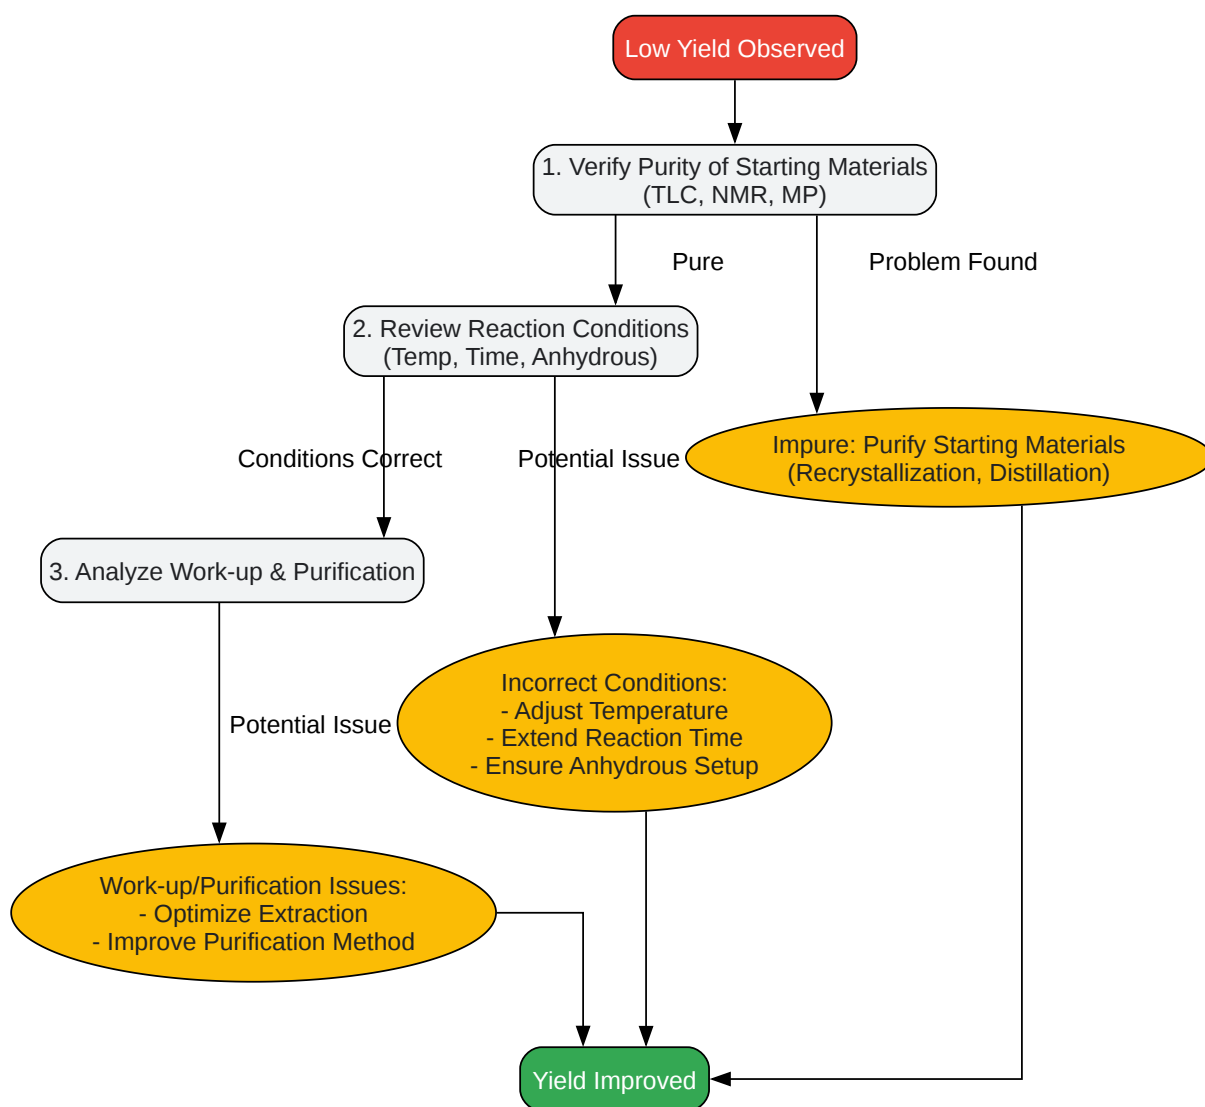 Low Yield Observed
1. Verify Purity of Starting Materials
(TLC, NMR, MP)
Pure
Problem Found
2. Review Reaction Conditions
(Temp, Time, Anhydrous)
Conditions Correct
Potential Issue
Impure: Purify Starting Materials
(Recrystallization, Distillation)
3. Analyze Work-up & Purification
Potential Issue
Incorrect Conditions:
- Adjust Temperature
- Extend Reaction Time
- Ensure Anhydrous Setup
Work-up/Purification Issues:
- Optimize Extraction
- Improve Purification Method
Yield Improved